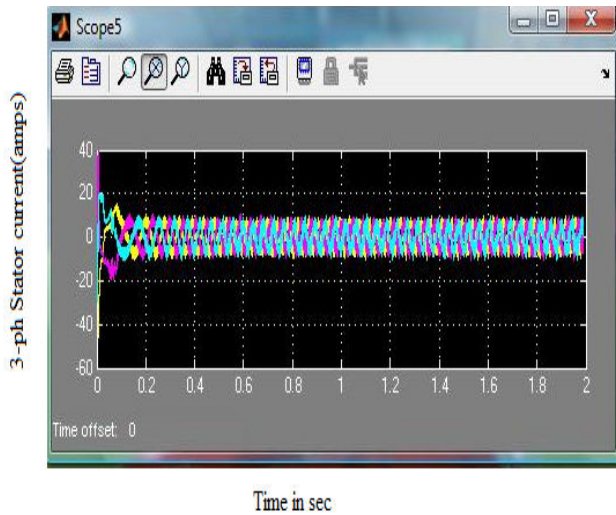 Scope5
3-ph Stator current(amps)
40
20
0
-20
-40
-60
0 0.2 0.4 0.6 0.8 1 1.2 1.4 1.6 1.8 2
Time offset: 0
Time in sec